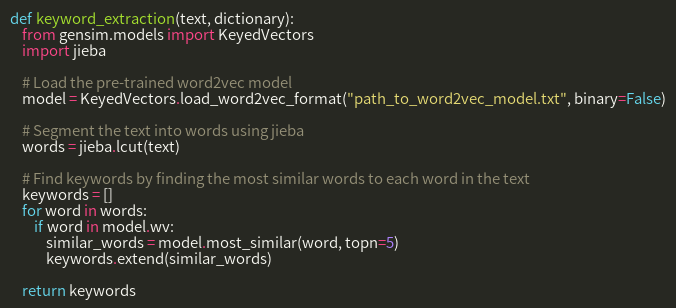 def keyword_extraction(text, dictionary):
    from gensim.models import KeyedVectors
    import jieba

    # Load the pre-trained word2vec model
    model = KeyedVectors.load_word2vec_format("path_to_word2vec_model.txt", binary=False)

    # Segment the text into words using jieba
    words = jieba.lcut(text)

    # Find keywords by finding the most similar words to each word in the text
    keywords = []
    for word in words:
        if word in model.wv:
            similar_words = model.most_similar(word, topn=5)
            keywords.extend(similar_words)

    return keywords